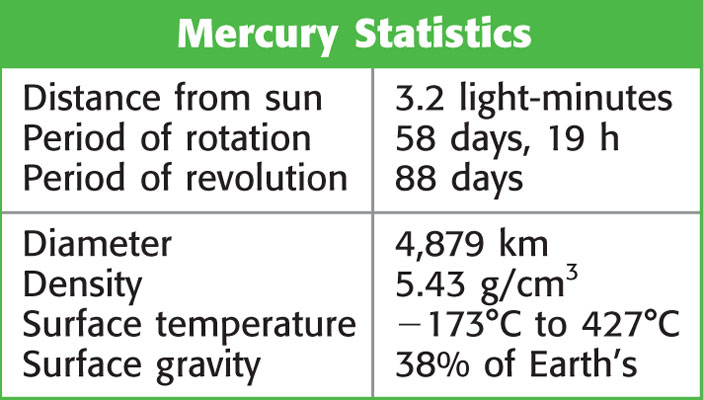 Mercury Statistics
Distance from sun 3.2 light-minutes
Period of rotation 58 days, 19 h
Period of revolution 88 days
Diameter 4,879 km
Density 5.43 g/cm³
Surface temperature −173°C to 427°C
Surface gravity 38% of Earth’s